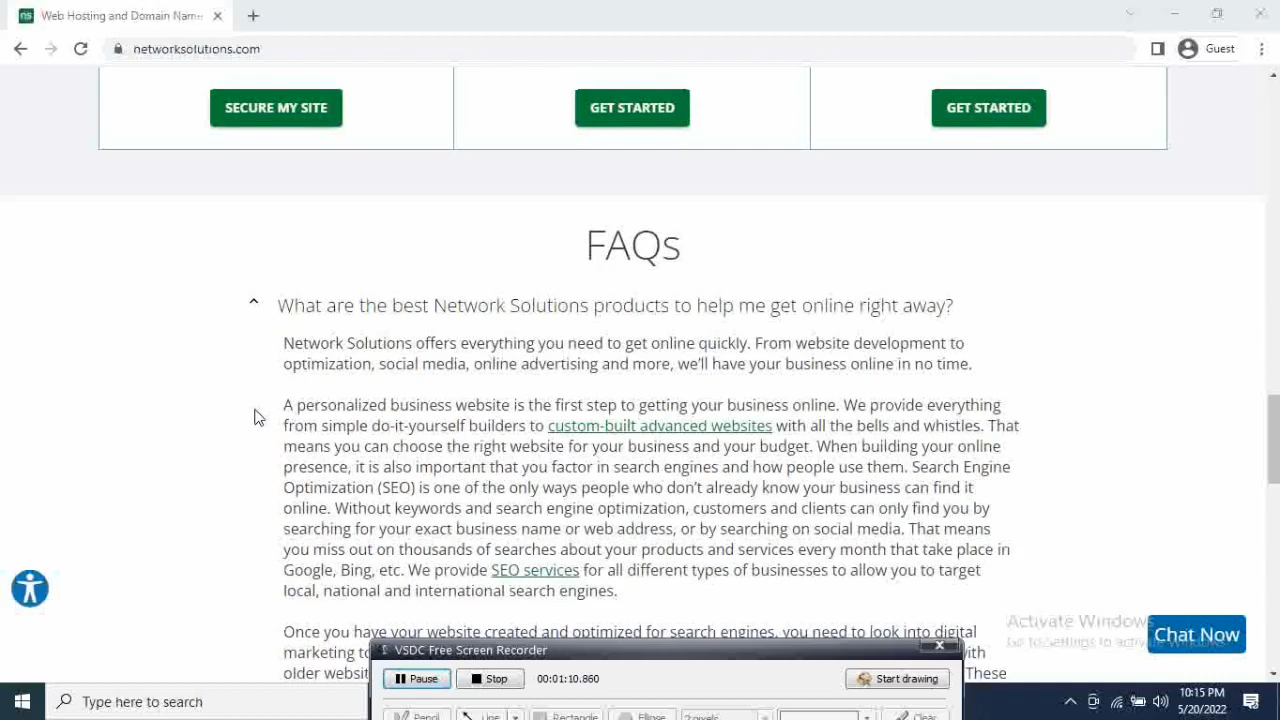 ns Web Hosting and Domain Name
networksolutions.com
Guest
SECURE MY SITE
GET STARTED
GET STARTED
FAQs
What are the best Network Solutions products to help me get online right away?
Network Solutions offers everything you need to get online quickly. From website development to
optimization, social media, online advertising and more, we’ll have your business online in no time.
A personalized business website is the first step to getting your business online. We provide everything
from simple do-it-yourself builders to custom-built advanced websites with all the bells and whistles. That
means you can choose the right website for your business and your budget. When building your online
presence, it is also important that you factor in search engines and how people use them. Search Engine
Optimization (SEO) is one of the only ways people who don’t already know your business can find it
online. Without keywords and search engine optimization, customers and clients can only find you by
searching for your exact business name or web address, or by searching on social media. That means
you miss out on thousands of searches about your products and services every month that take place in
Google, Bing, etc. We provide SEO services for all different types of businesses to allow you to target
local, national and international search engines.
Once you have your website created and optimized for search engines, you need to look into digital
marketing to
older websit
These
Activate Windows
Go to Settings to activate Windows.
Chat Now
VSDC Free Screen Recorder
Pause
Stop
00:01:10.860
Start drawing
Pencil
Line
Rectangle
Ellipse
2 pixels
Clear
Type here to search
10:15 PM
5/20/2022